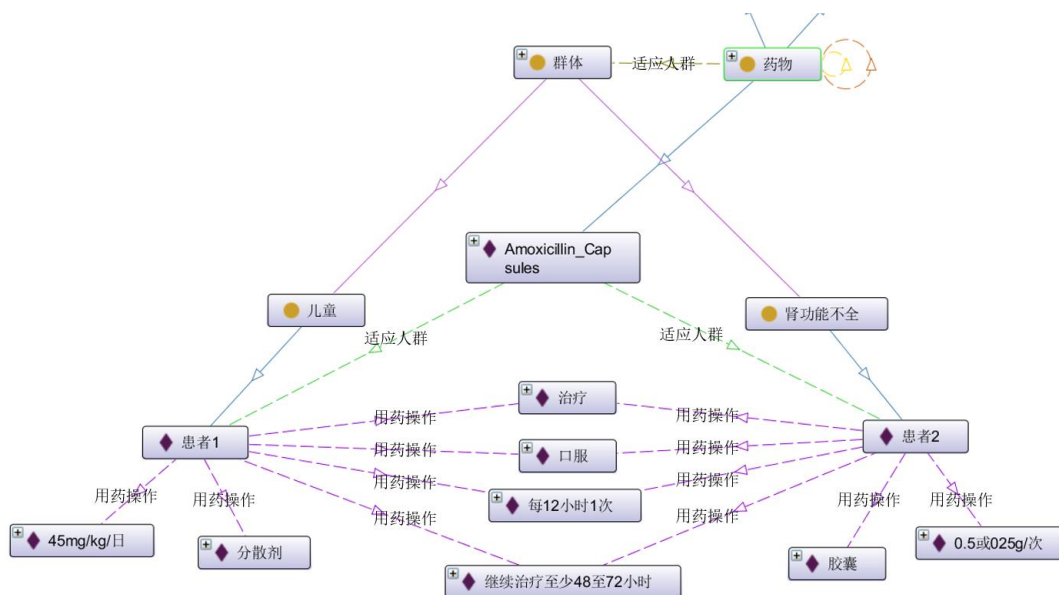 群体
适应人群
药物
Amoxicillin_Cap
sules
儿童
肾功能不全
适应人群
适应人群
治疗
用药操作
用药操作
患者1
患者2
口服
用药操作
用药操作
用药操作
用药操作
每12小时1次
用药操作
用药操作
用药操作
用药操作
用药操作
用药操作
45mg/kg/日
分散剂
胶囊
0.5或025g/次
继续治疗至少48至72小时